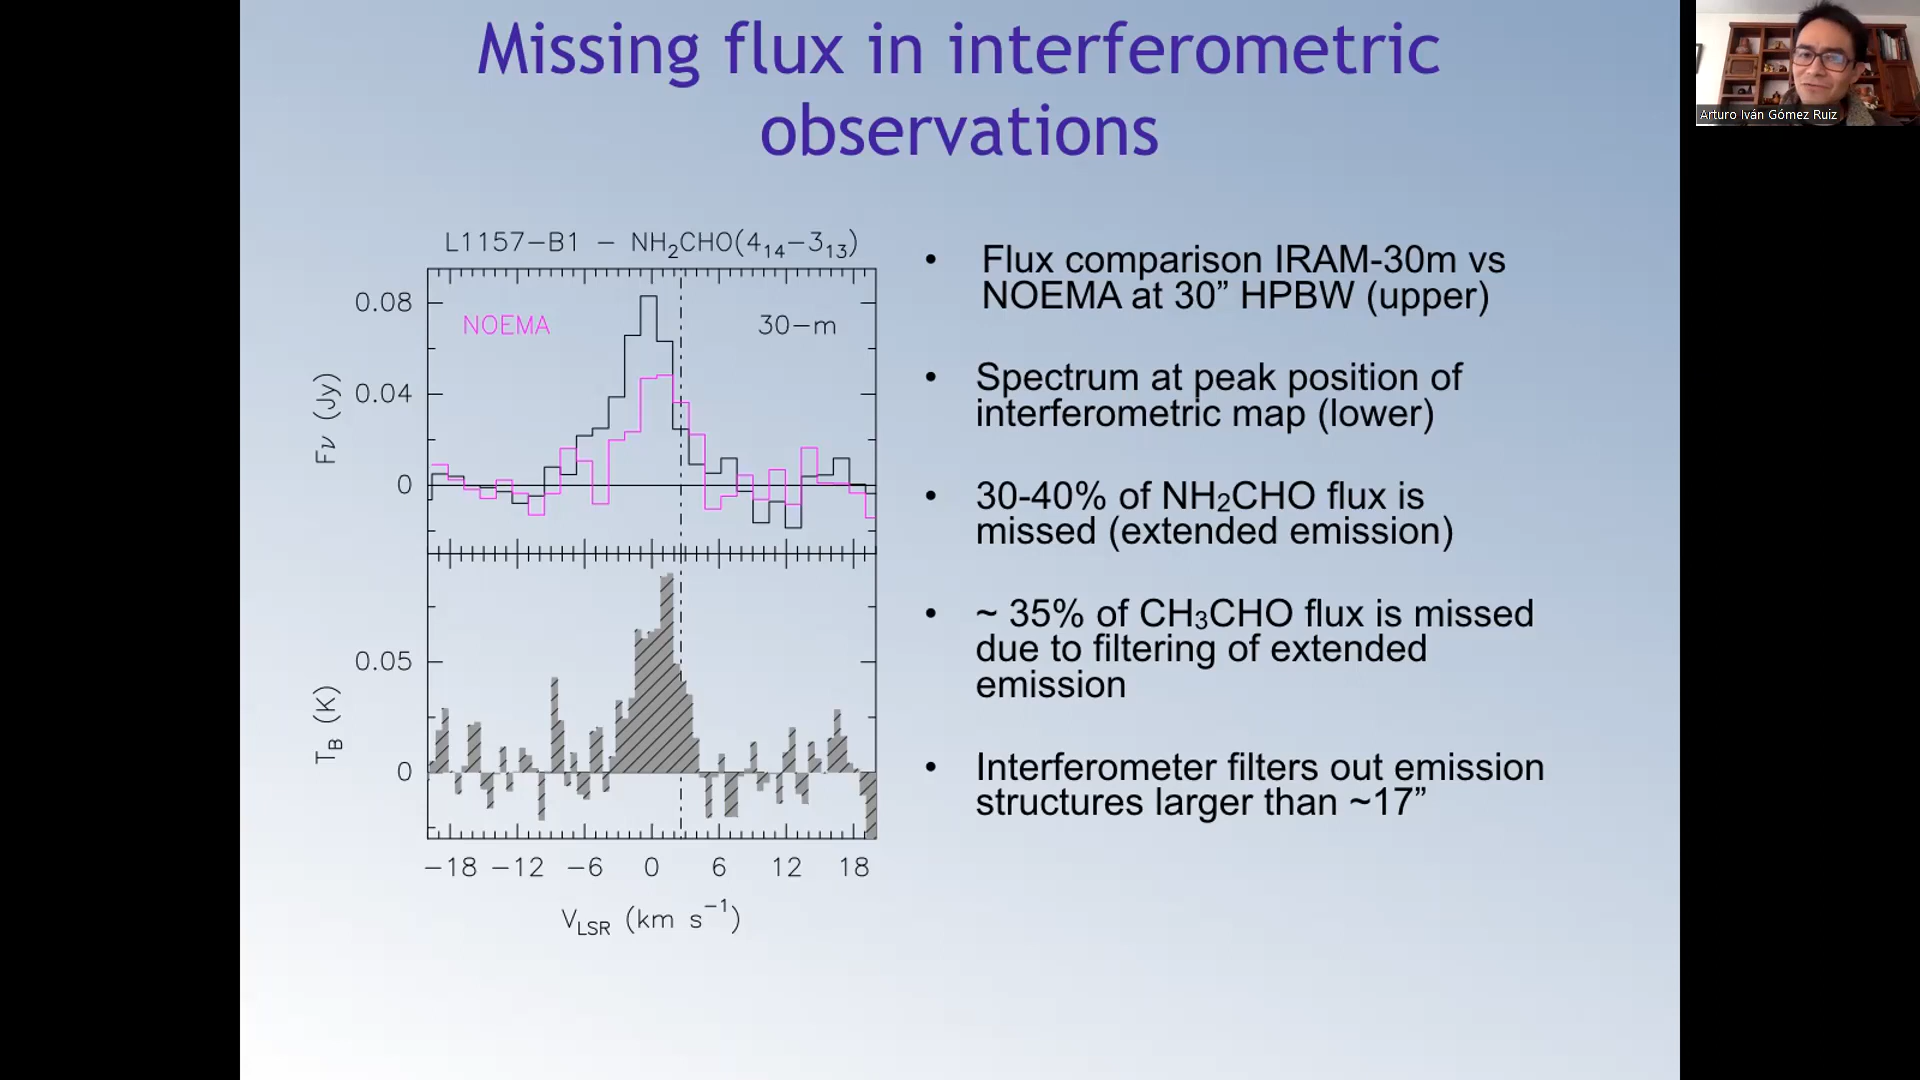 Missing flux in interferometric
observations
Arturo Iván Gómez Ruiz
L1157−B1 − NH₂CHO(4₁₄−3₁₃)
0.08
NOEMA
30−m
Fν (Jy)
0.04
0
0.05
T_B (K)
0
−18 −12 −6 0 6 12 18
V_LSR (km s⁻¹)
• Flux comparison IRAM-30m vs
NOEMA at 30” HPBW (upper)
• Spectrum at peak position of
interferometric map (lower)
• 30-40% of NH₂CHO flux is
missed (extended emission)
• ~ 35% of CH₃CHO flux is missed
due to filtering of extended
emission
• Interferometer filters out emission
structures larger than ~17”